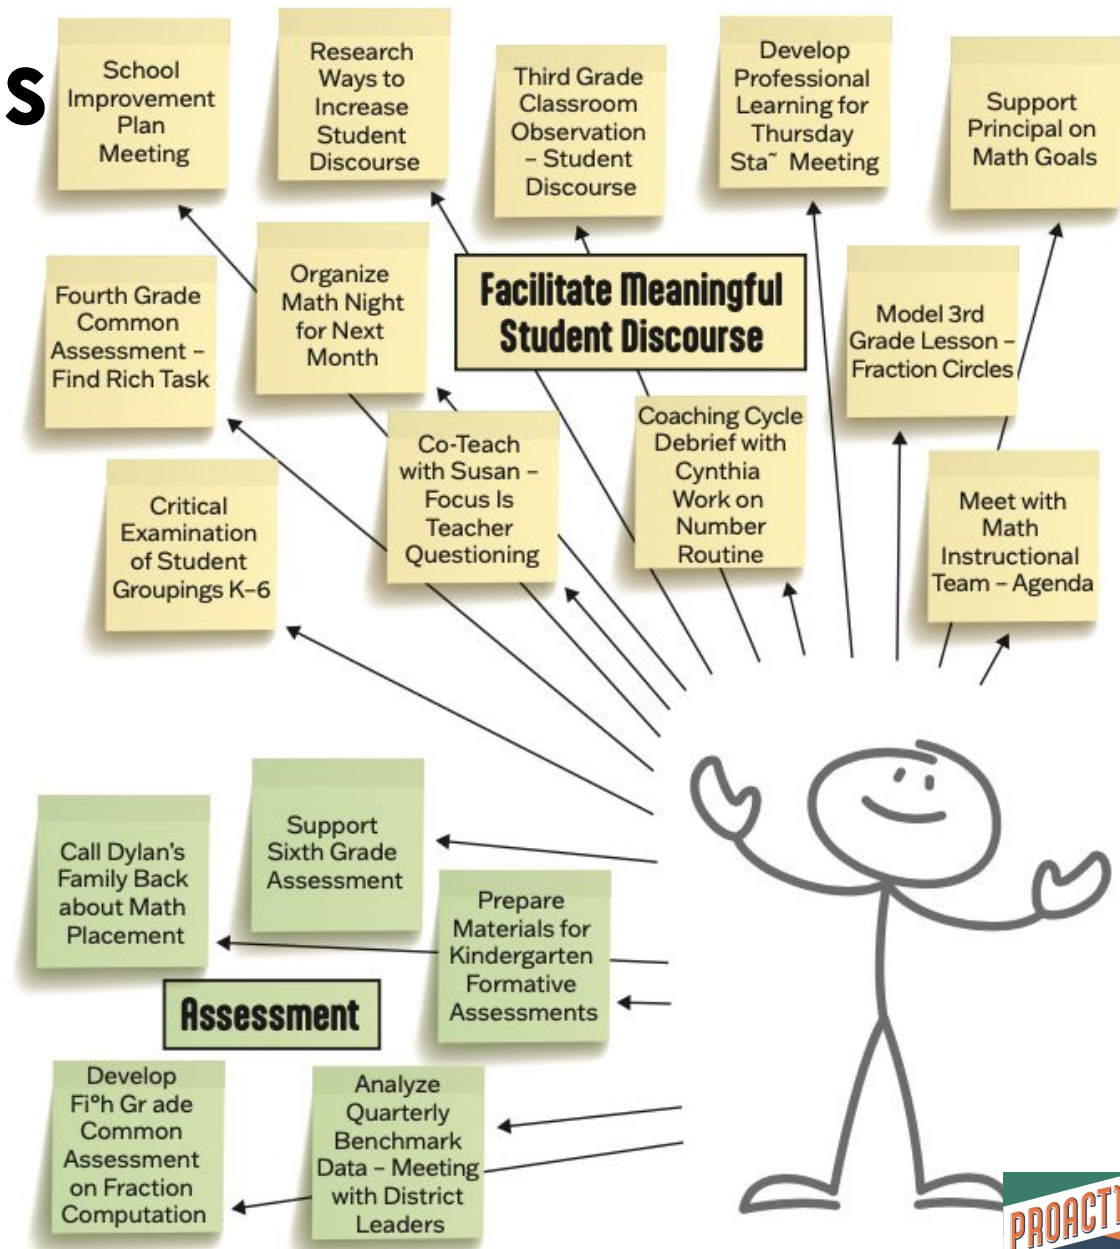 S
School
Improvement
Plan
Meeting
Research
Ways to
Increase
Student
Discourse
Third Grade
Classroom
Observation
– Student
Discourse
Develop
Professional
Learning for
Thursday
Sta˜ Meeting
Support
Principal on
Math Goals
Fourth Grade
Common
Assessment –
Find Rich Task
Organize
Math Night
for Next
Month
Facilitate Meaningful
Student Discourse
Model 3rd
Grade Lesson –
Fraction Circles
Critical
Examination
of Student
Groupings K–6
Co-Teach
with Susan –
Focus Is
Teacher
Questioning
Coaching Cycle
Debrief with
Cynthia
Work on
Number
Routine
Meet with
Math
Instructional
Team – Agenda
Call Dylan's
Family Back
about Math
Placement
Support
Sixth Grade
Assessment
Prepare
Materials for
Kindergarten
Formative
Assessments
Assessment
Develop
Fi°h Gr ade
Common
Assessment
on Fraction
Computation
Analyze
Quarterly
Benchmark
Data – Meeting
with District
Leaders